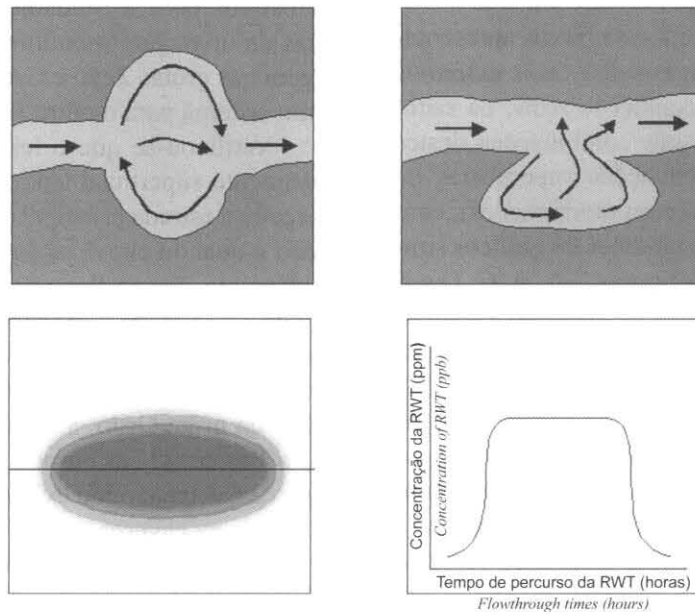 Concentração da RWT (ppm)
Concentration of RWT (ppb)
Tempo de percurso da RWT (horas)
Flowthrough times (hours)